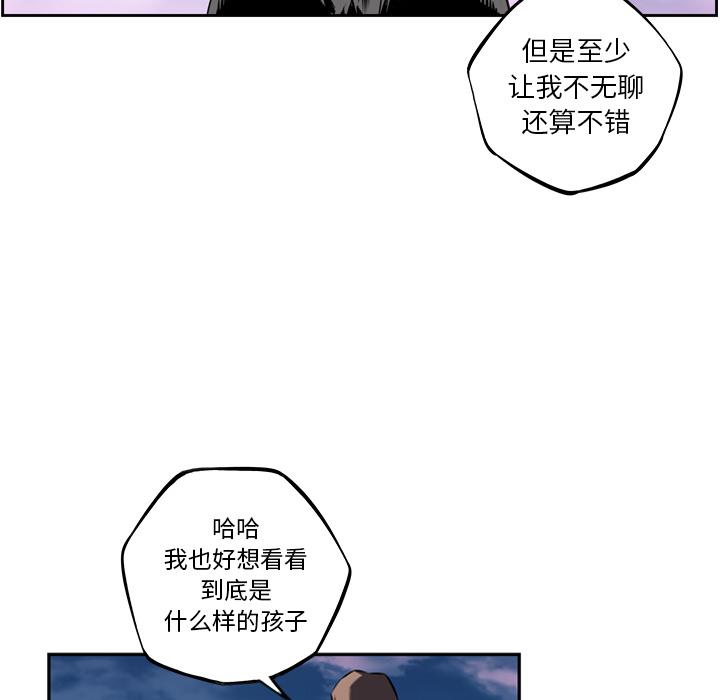 但是至少
让我不无聊
还算不错
哈哈
我也好想看看
到底是
什么样的孩子